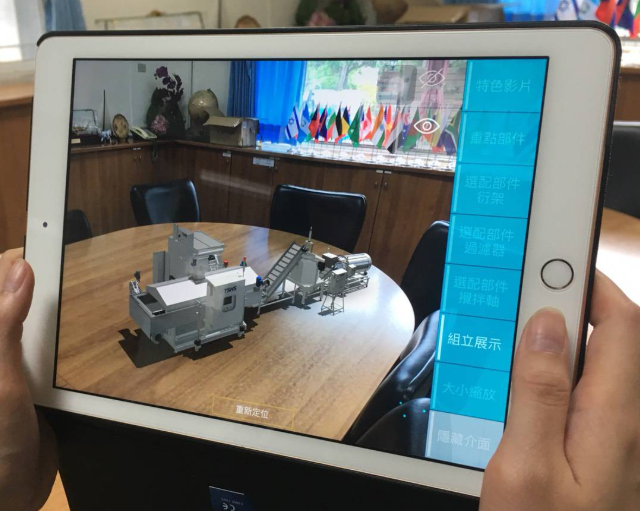 特色影片
重點部件
選配部件
衍架
選配部件
過濾器
選配部件
攪拌軸
組立展示
大小縮放
隱藏介面
重新定位
CE